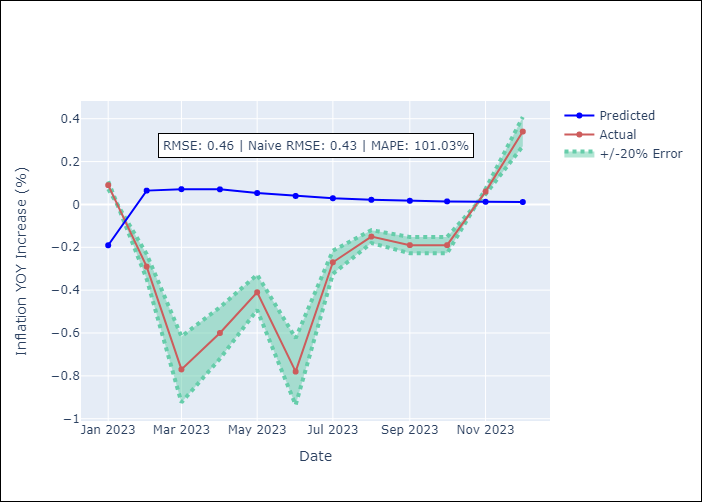 RMSE: 0.46 | Naive RMSE: 0.43 | MAPE: 101.03%
Predicted
Actual
+/-20% Error
Inflation YOY Increase (%)
0.4
0.2
0
−0.2
−0.4
−0.6
−0.8
−1
Jan 2023
Mar 2023
May 2023
Jul 2023
Sep 2023
Nov 2023
Date